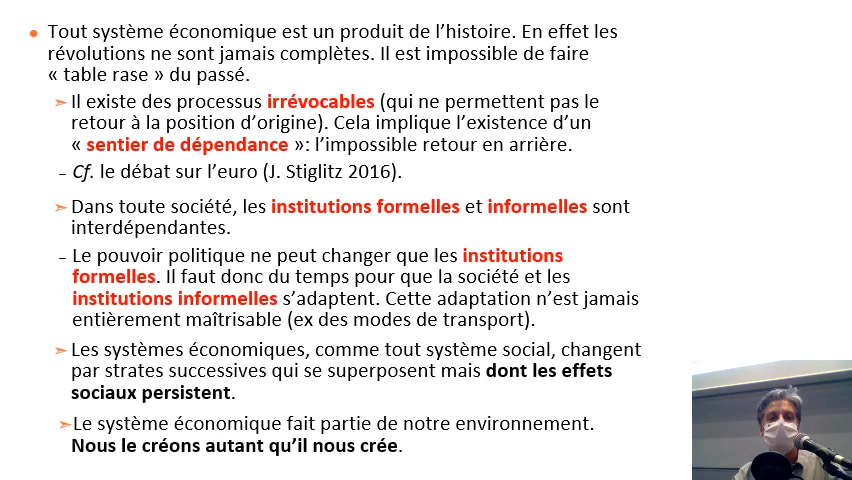 • Tout système économique est un produit de l’histoire. En effet les
révolutions ne sont jamais complètes. Il est impossible de faire
« table rase » du passé.
➤ Il existe des processus irrévocables (qui ne permettent pas le
retour à la position d’origine). Cela implique l’existence d’un
« sentier de dépendance »: l’impossible retour en arrière.
– Cf. le débat sur l’euro (J. Stiglitz 2016).
➤ Dans toute société, les institutions formelles et informelles sont
interdépendantes.
– Le pouvoir politique ne peut changer que les institutions
formelles. Il faut donc du temps pour que la société et les
institutions informelles s’adaptent. Cette adaptation n’est jamais
entièrement maîtrisable (ex des modes de transport).
➤ Les systèmes économiques, comme tout système social, changent
par strates successives qui se superposent mais dont les effets
sociaux persistent.
➤Le système économique fait partie de notre environnement.
Nous le créons autant qu’il nous crée.